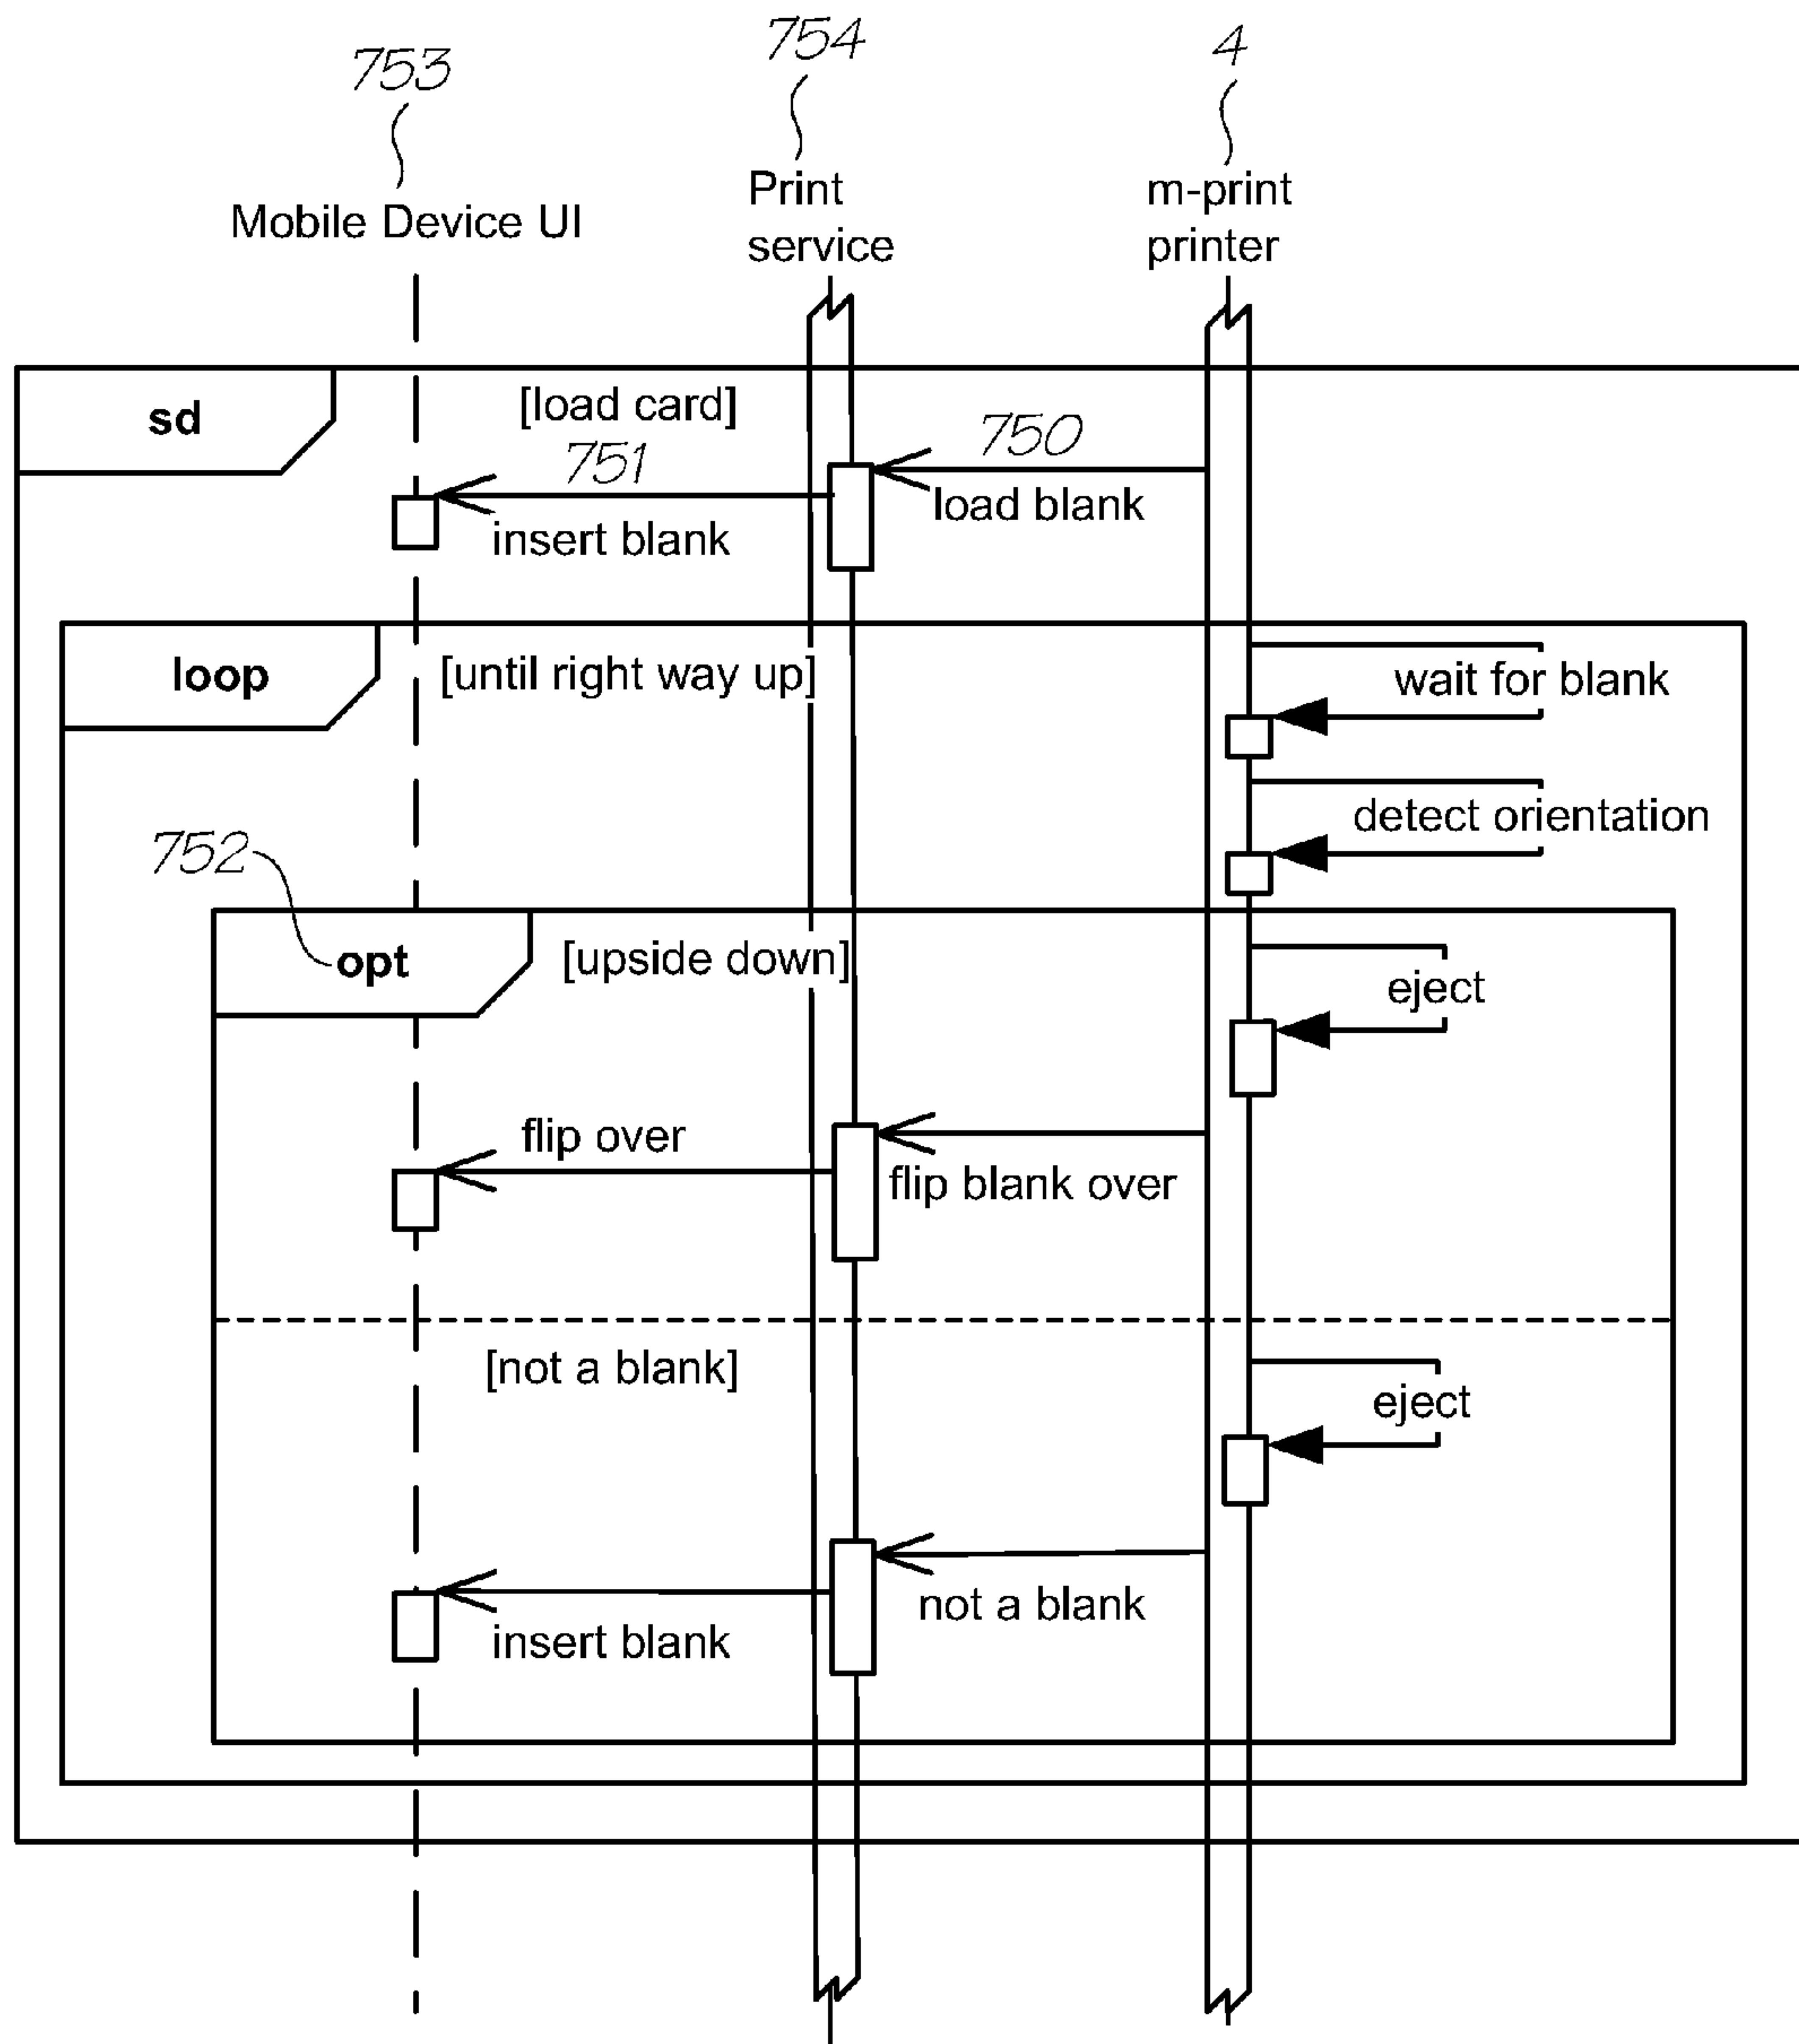 753
754
4
Mobile Device UI
Print
service
m-print
printer
sd
[load card]
751
750
insert blank
load blank
loop
[until right way up]
wait for blank
detect orientation
752
opt
[upside down]
eject
flip over
flip blank over
[not a blank]
eject
not a blank
insert blank